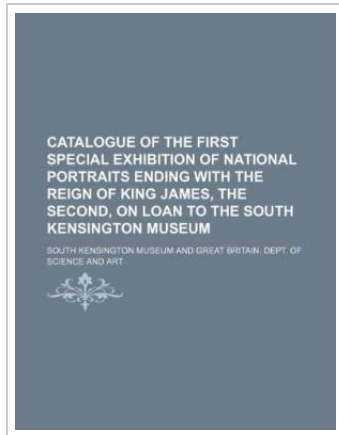 CATALOGUE OF THE FIRST
SPECIAL EXHIBITION OF NATIONAL
PORTRAITS ENDING WITH THE
REIGN OF KING JAMES, THE
SECOND, ON LOAN TO THE SOUTH
KENSINGTON MUSEUM
SOUTH KENSINGTON MUSEUM AND GREAT BRITAIN. DEPT. OF
SCIENCE AND ART